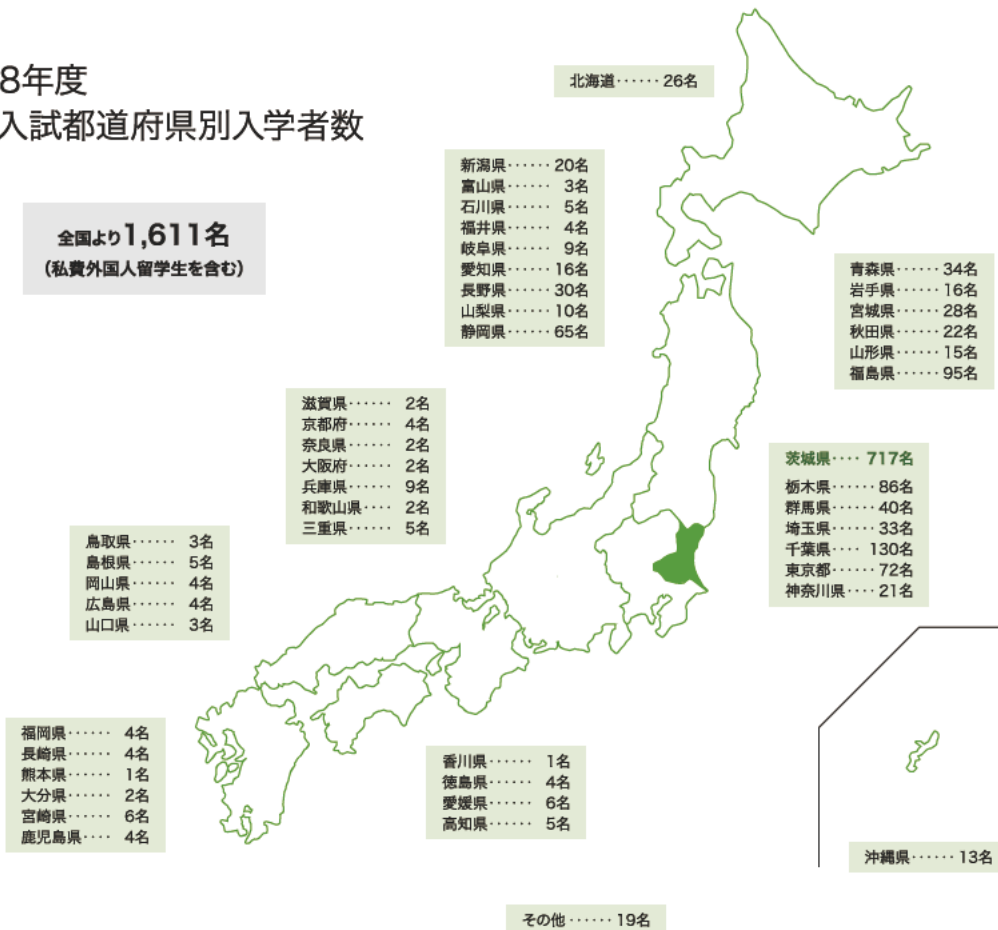 8年度
入試都道府県別入学者数
全国より1,611名
（私費外国人留学生を含む）
北海道‥‥‥26名
新潟県‥‥‥20名
富山県‥‥‥3名
石川県‥‥‥5名
福井県‥‥‥4名
岐阜県‥‥‥9名
愛知県‥‥‥16名
長野県‥‥‥30名
山梨県‥‥‥10名
静岡県‥‥‥65名
青森県‥‥‥34名
岩手県‥‥‥16名
宮城県‥‥‥28名
秋田県‥‥‥22名
山形県‥‥‥15名
福島県‥‥‥95名
滋賀県‥‥‥2名
京都府‥‥‥4名
奈良県‥‥‥2名
大阪府‥‥‥2名
兵庫県‥‥‥9名
和歌山県‥‥2名
三重県‥‥‥5名
茨城県‥‥717名
栃木県‥‥‥86名
群馬県‥‥‥40名
埼玉県‥‥‥33名
千葉県‥‥130名
東京都‥‥‥72名
神奈川県‥‥21名
鳥取県‥‥‥3名
島根県‥‥‥5名
岡山県‥‥‥4名
広島県‥‥‥4名
山口県‥‥‥3名
福岡県‥‥‥4名
長崎県‥‥‥4名
熊本県‥‥‥1名
大分県‥‥‥2名
宮崎県‥‥‥6名
鹿児島県‥‥4名
香川県‥‥‥1名
徳島県‥‥‥4名
愛媛県‥‥‥6名
高知県‥‥‥5名
沖縄県‥‥‥13名
その他‥‥‥19名